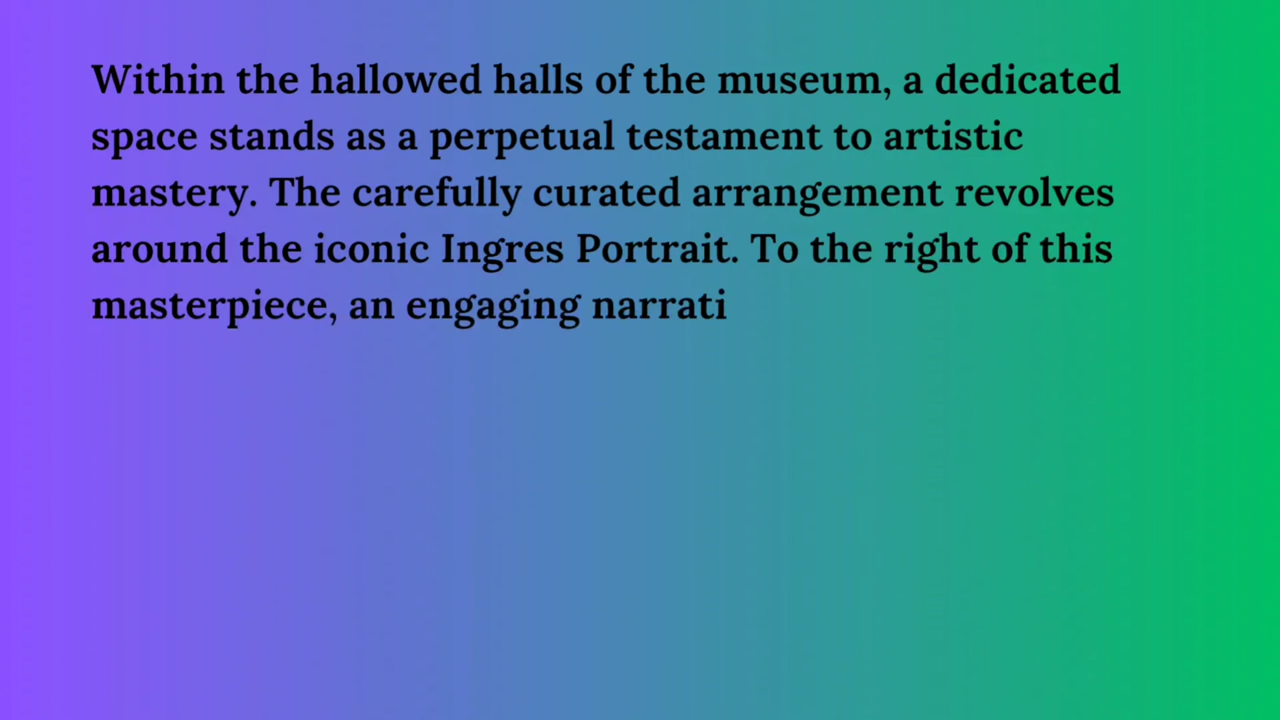 Within the hallowed halls of the museum, a dedicated
space stands as a perpetual testament to artistic
mastery. The carefully curated arrangement revolves
around the iconic Ingres Portrait. To the right of this
masterpiece, an engaging narrati